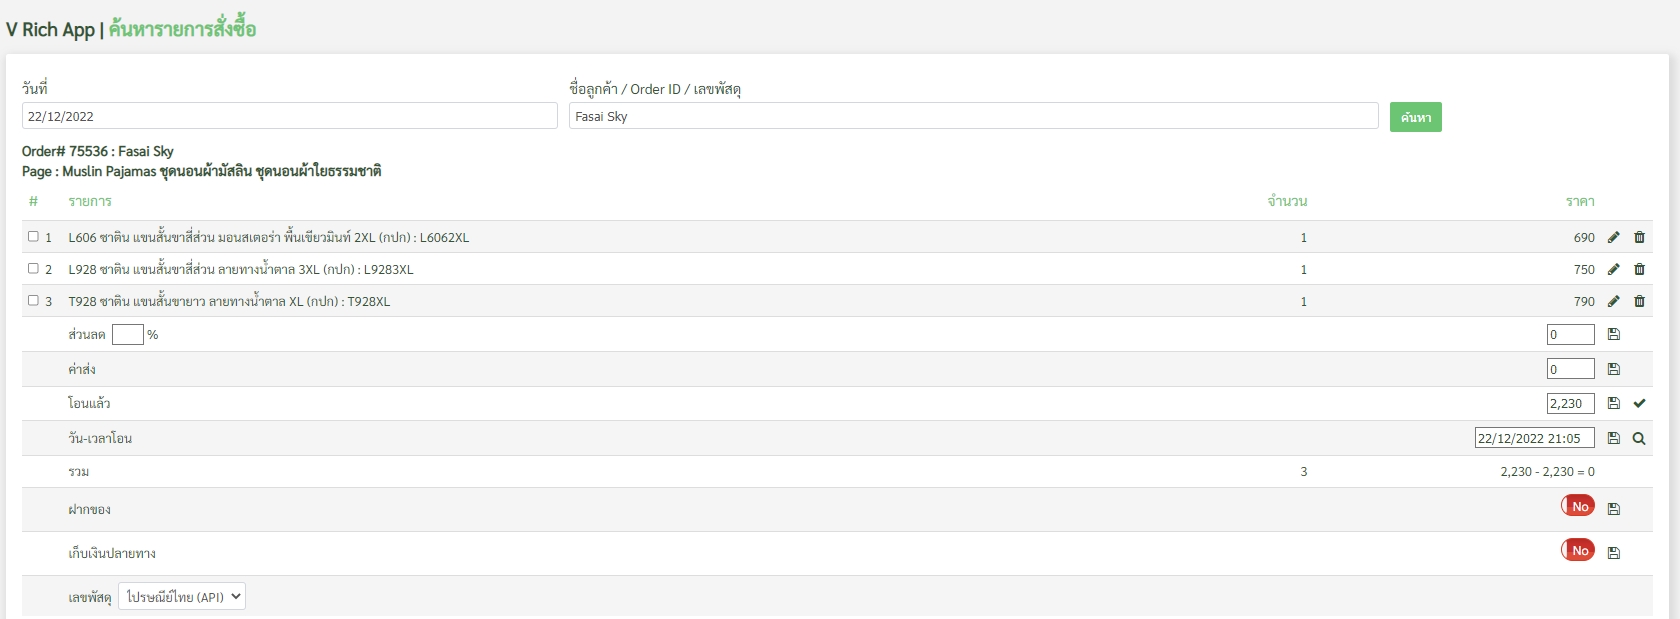 V Rich App | ค้นหารายการสั่งซื้อ
วันที่ ชื่อลูกค้า / Order ID / เลขพัสดุ
22/12/2022 Fasai Sky ค้นหา
Order# 75536 : Fasai Sky
Page : Muslin Pajamas ชุดนอนผ้ามัสลิน ชุดนอนผ้าใยธรรมชาติ
# รายการ จำนวน ราคา
1 L606 ซาติน แขนสั้นขาสี่ส่วน มอนสเตอร่า พื้นเขียวมินท์ 2XL (กปก) : L6062XL 1 690
2 L928 ซาติน แขนสั้นขาสี่ส่วน ลายทางน้ำตาล 3XL (กปก) : L9283XL 1 750
3 T928 ซาติน แขนสั้นขายาว ลายทางน้ำตาล XL (กปก) : T928XL 1 790
ส่วนลด % 0
ค่าส่ง 0
โอนแล้ว 2,230
วัน-เวลาโอน 22/12/2022 21:05
รวม 3 2,230 - 2,230 = 0
ฝากของ No
เก็บเงินปลายทาง No
เลขพัสดุ ไปรษณีย์ไทย (API)